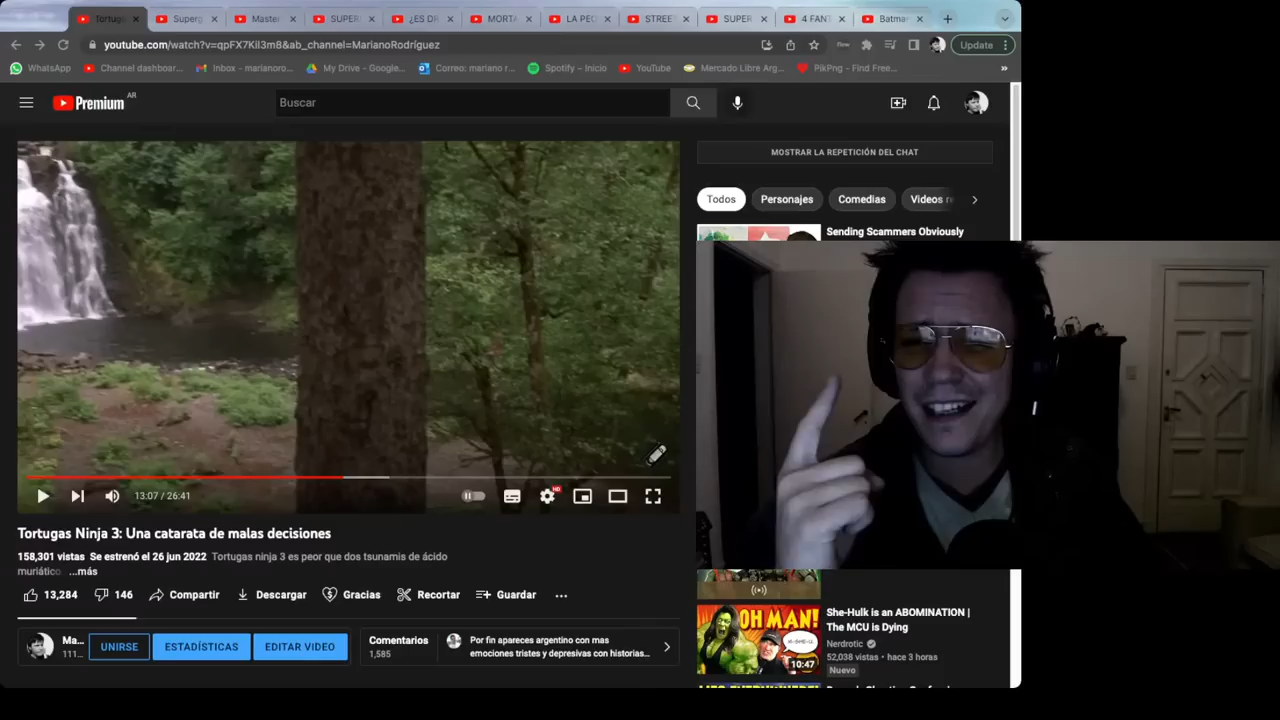 Tortuga
Superg
Master
SUPER
¿ES DR
MORTA
LA PEO
STREE
SUPER
4 FANT
Batma
youtube.com/watch?v=qpFX7Kil3m8&ab_channel=MarianoRodríguez
Update
WhatsApp
Channel dashboar...
Inbox - marianoro...
My Drive - Google...
Correo: mariano r...
Spotify – Inicio
YouTube
Mercado Libre Arg...
PikPng - Find Free...
»
Premium AR
Buscar
MOSTRAR LA REPETICIÓN DEL CHAT
Todos
Personajes
Comedias
Videos
Sending Scammers Obviously
HD
13:07 / 26:41
Tortugas Ninja 3: Una catarata de malas decisiones
158,301 vistas Se estrenó el 26 jun 2022 Tortugas ninja 3 es peor que dos tsunamis de ácido
muriático. ...más
13,284
146
Compartir
Descargar
Gracias
Recortar
Guardar
...
OH MAN!
10:47
She-Hulk is an ABOMINATION |
The MCU is Dying
Nerdrotic
52,038 vistas • hace 3 horas
Nuevo
Ma...
111...
UNIRSE
ESTADÍSTICAS
EDITAR VIDEO
Comentarios
1,585
Por fin apareces argentino con mas
emociones tristes y depresivas con historias...